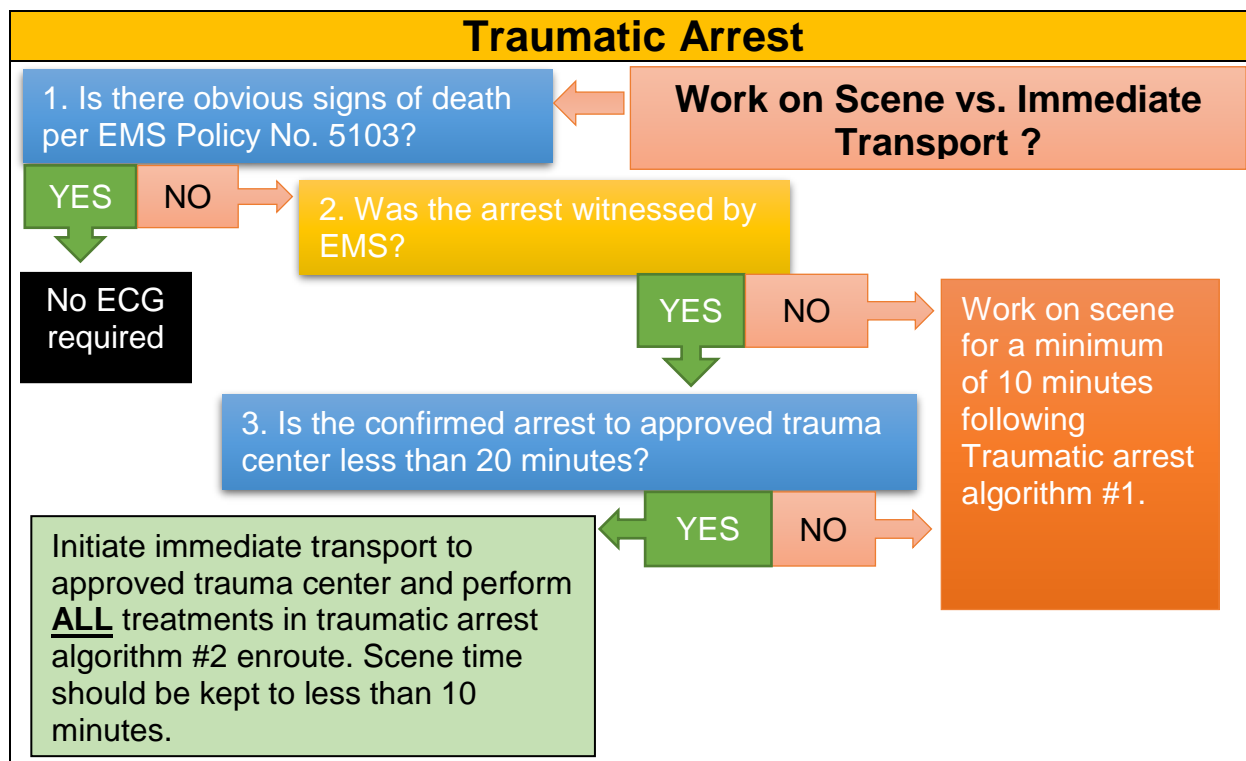 Traumatic Arrest
1. Is there obvious signs of death
per EMS Policy No. 5103?
Work on Scene vs. Immediate
Transport ?
YES
NO
2. Was the arrest witnessed by
EMS?
No ECG
required
YES
NO
Work on scene
for a minimum
of 10 minutes
following
Traumatic arrest
algorithm #1.
3. Is the confirmed arrest to approved trauma
center less than 20 minutes?
YES
NO
Initiate immediate transport to
approved trauma center and perform
ALL treatments in traumatic arrest
algorithm #2 enroute. Scene time
should be kept to less than 10
minutes.